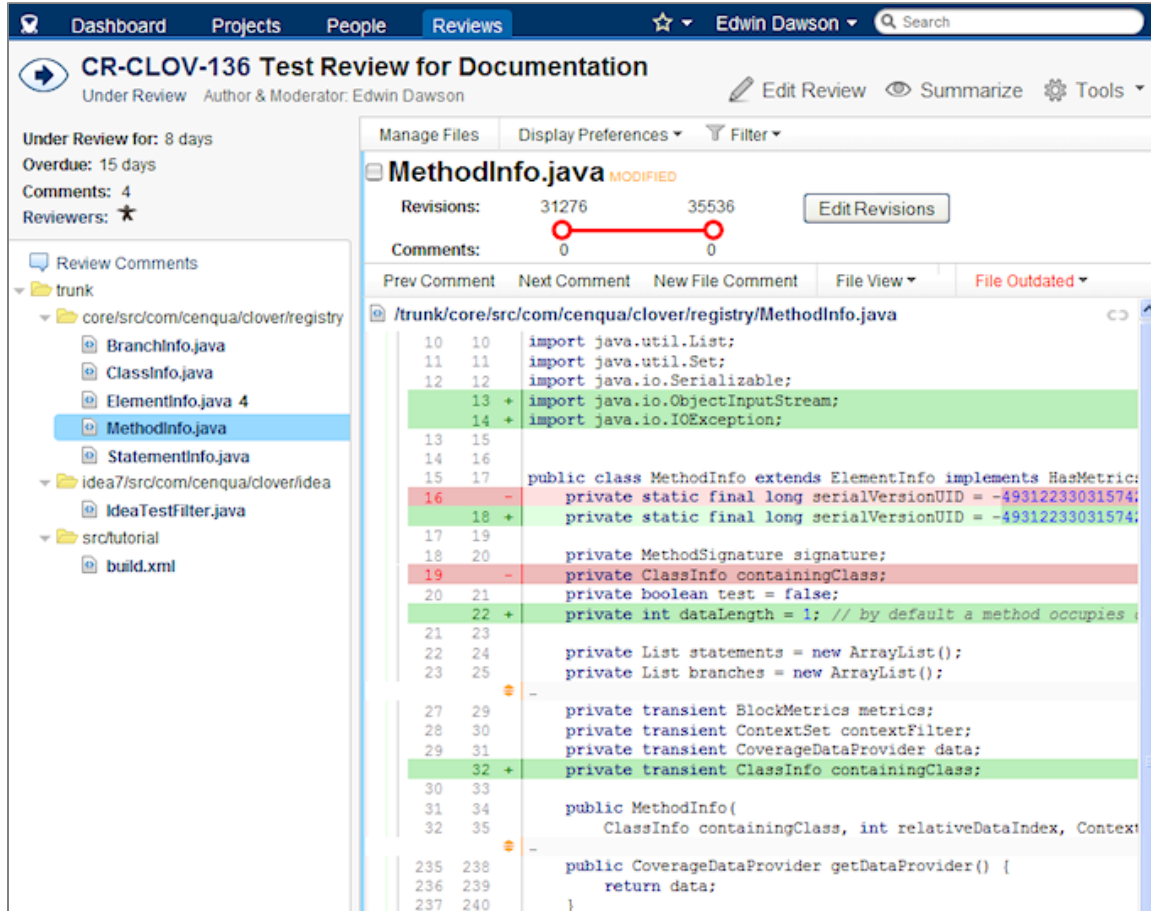 Dashboard Projects People Reviews Edwin Dawson Search
CR-CLOV-136 Test Review for Documentation
Under Review Author & Moderator: Edwin Dawson
Edit Review Summarize Tools
Under Review for: 8 days
Overdue: 15 days
Comments: 4
Reviewers:
Review Comments
trunk
core/src/com/cenqua/clover/registry
BranchInfo.java
ClassInfo.java
ElementInfo.java 4
MethodInfo.java
StatementInfo.java
idea7/src/com/cenqua/clover/idea
IdeaTestFilter.java
src/tutorial
build.xml
Manage Files Display Preferences Filter
MethodInfo.java MODIFIED
Revisions: 31276 35536 Edit Revisions
Comments: 0 0
Prev Comment Next Comment New File Comment File View File Outdated
/trunk/core/src/com/cenqua/clover/registry/MethodInfo.java
10 10 import java.util.List;
11 11 import java.util.Set;
12 12 import java.io.Serializable;
13 + import java.io.ObjectInputStream;
14 + import java.io.IOException;
13 15
14 16
15 17 public class MethodInfo extends ElementInfo implements HasMetric
16 - private static final long serialVersionUID = -493122330315742
18 + private static final long serialVersionUID = -493122330315742
17 19
18 20 private MethodSignature signature;
19 - private ClassInfo containingClass;
20 21 private boolean test = false;
22 + private int dataLength = 1; // by default a method occupies
21 23
22 24 private List statements = new ArrayList();
23 25 private List branches = new ArrayList();
…
27 29 private transient BlockMetrics metrics;
28 30 private transient ContextSet contextFilter;
29 31 private transient CoverageDataProvider data;
32 + private transient ClassInfo containingClass;
30 33
31 34 public MethodInfo(
32 35 ClassInfo containingClass, int relativeDataIndex, Context
…
235 238 public CoverageDataProvider getDataProvider() {
236 239 return data;
237 240 }